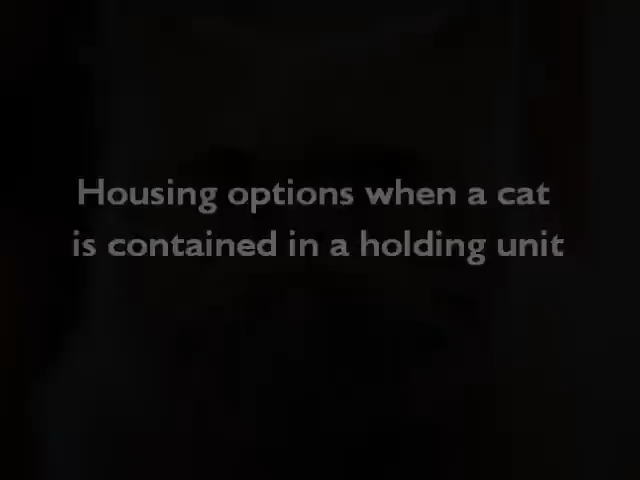 Housing options when a cat
is contained in a holding unit